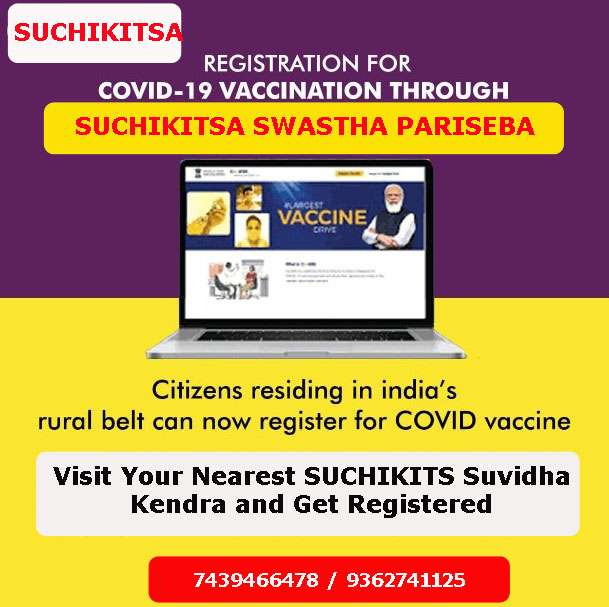 SUCHIKITSA
REGISTRATION FOR
COVID-19 VACCINATION THROUGH
SUCHIKITSA SWASTHA PARISEBA
#LARGEST
VACCINE
DRIVE
Citizens residing in india's
rural belt can now register for COVID vaccine
Visit Your Nearest SUCHIKITS Suvidha
Kendra and Get Registered
7439466478 / 9362741125